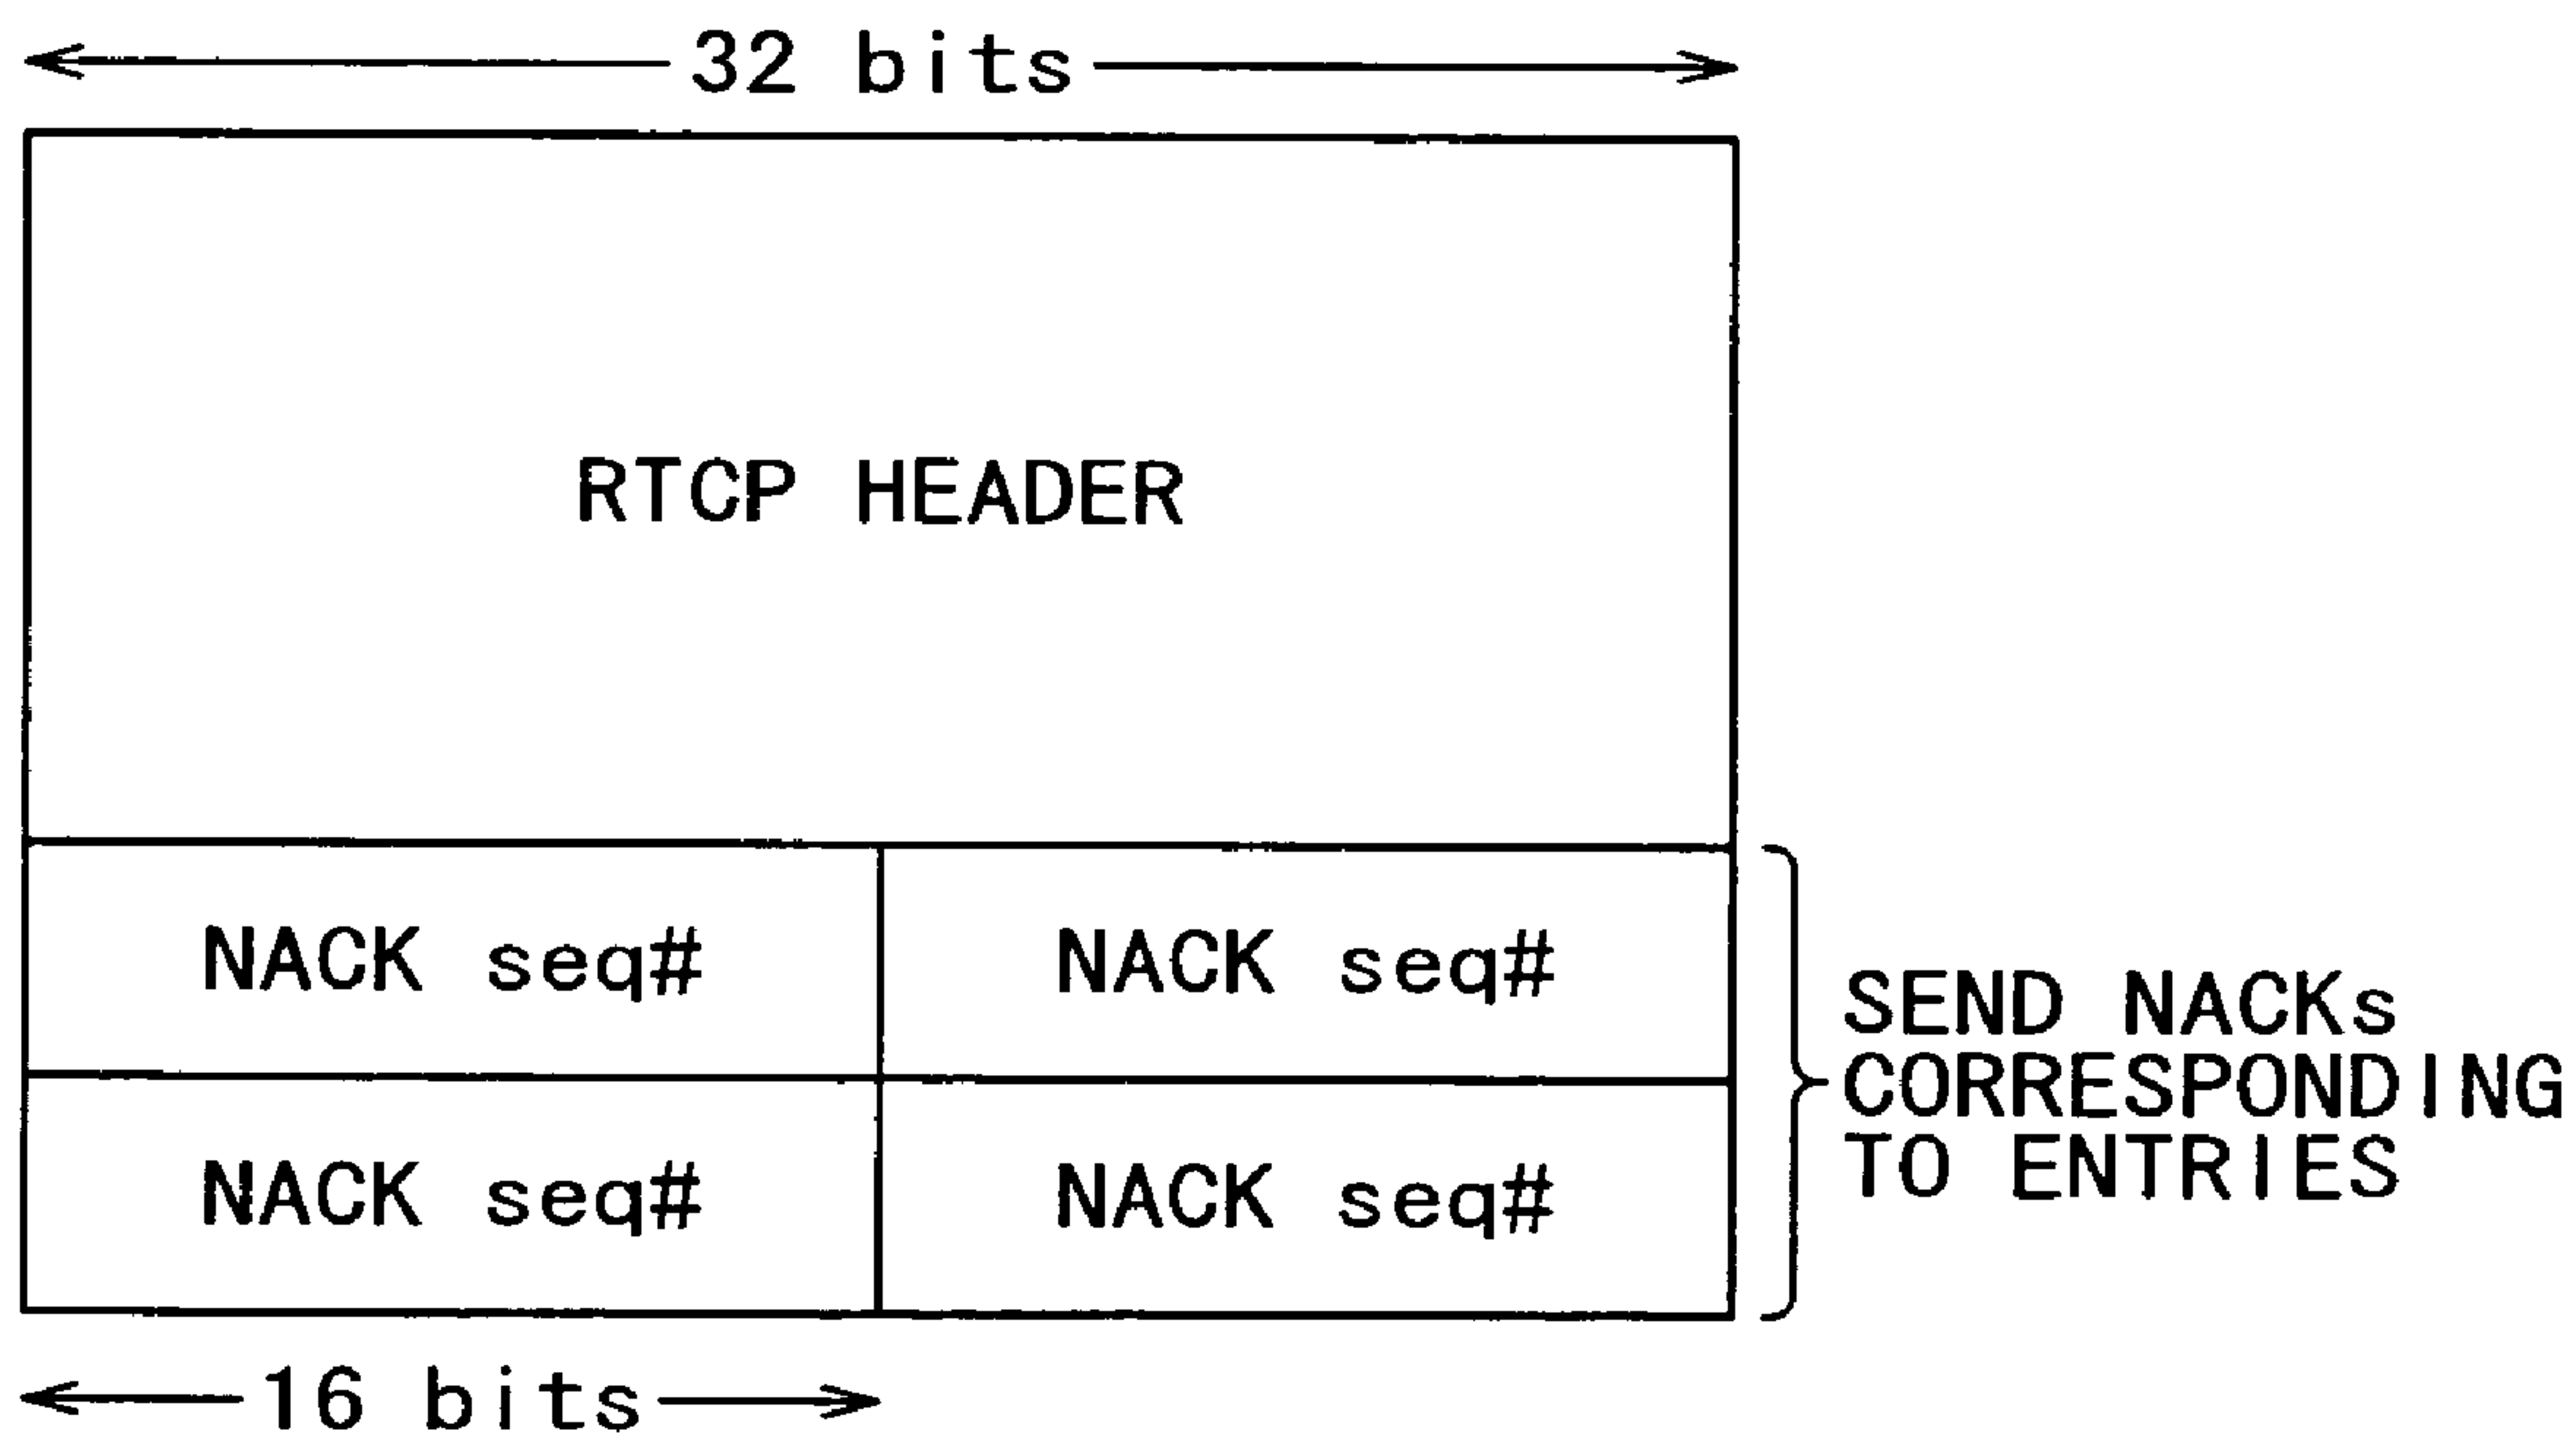 32 bits
RTCP HEADER
NACK seq# NACK seq#
NACK seq# NACK seq#
SEND NACKs
CORRESPONDING
TO ENTRIES
16 bits